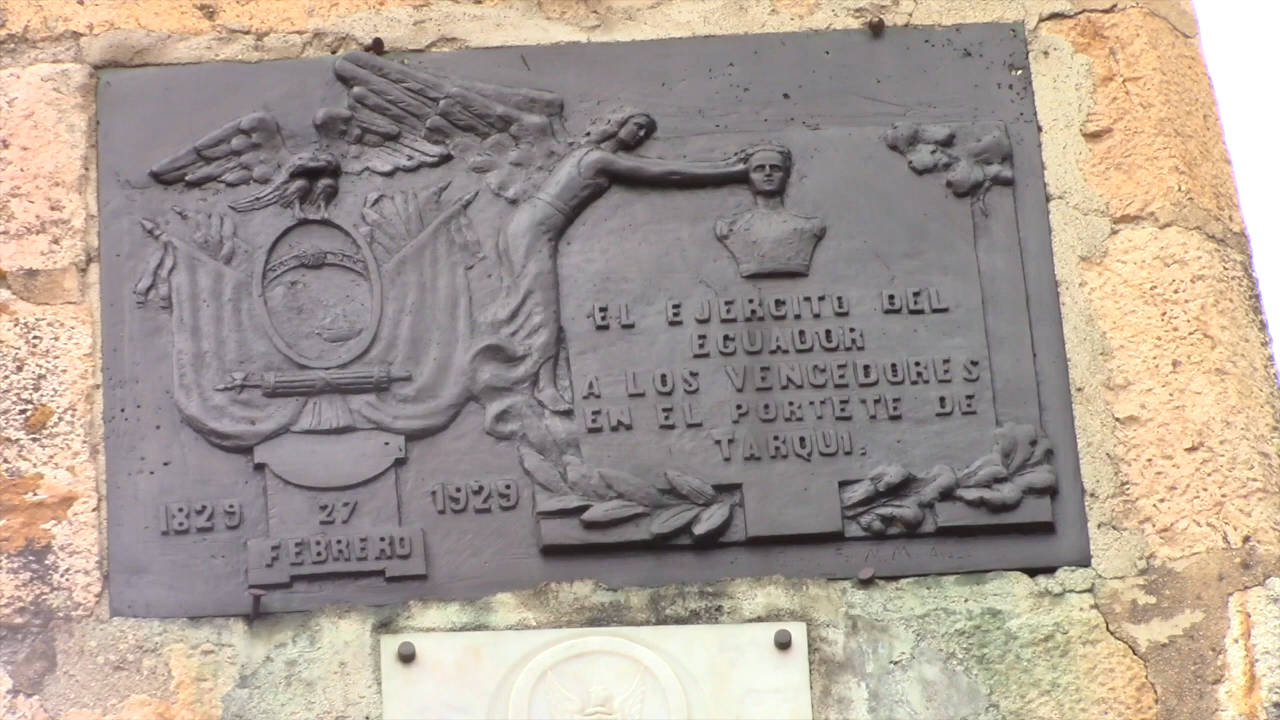 EL EJERCITO DEL
ECUADOR
A LOS VENCEDORES
EN EL PORTETE DE
TARQUI.
1829
27
FEBRERO
1929